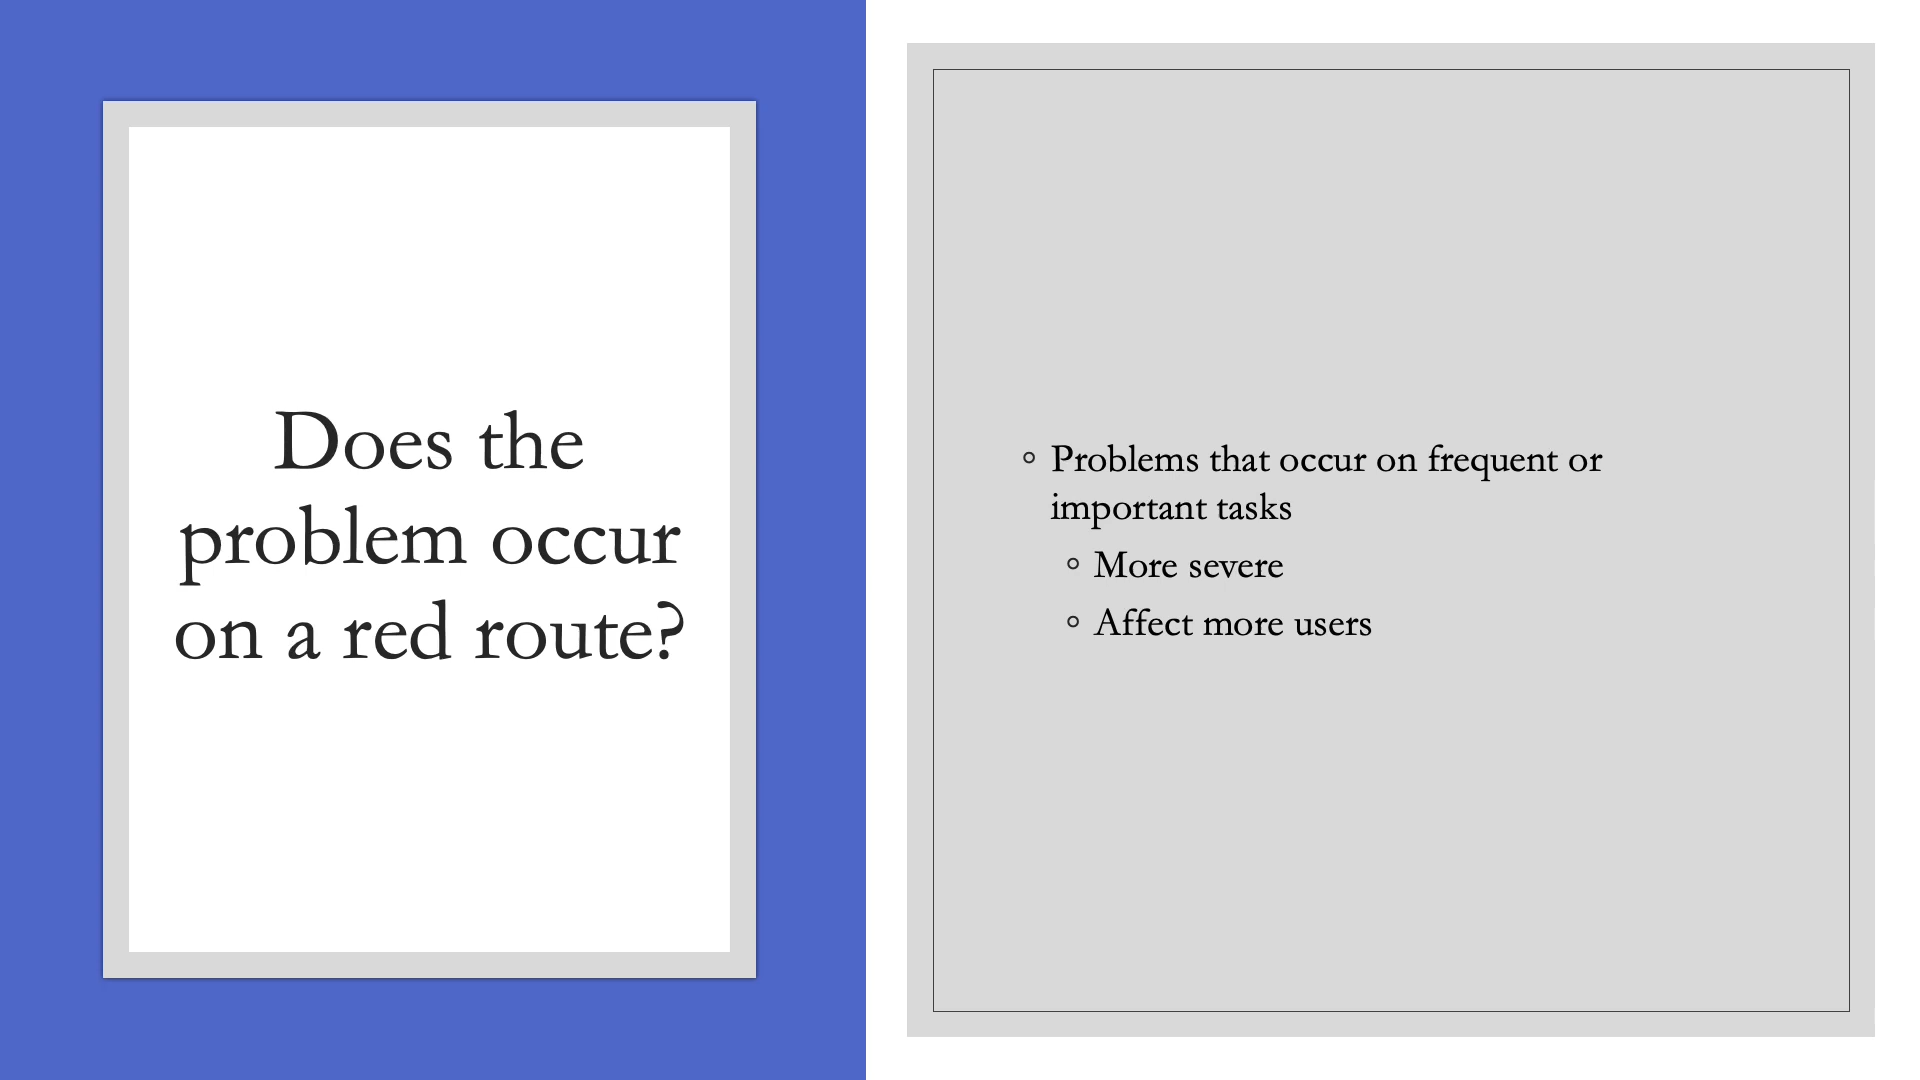 Does the
problem occur
on a red route?
◦ Problems that occur on frequent or
important tasks
◦ More severe
◦ Affect more users